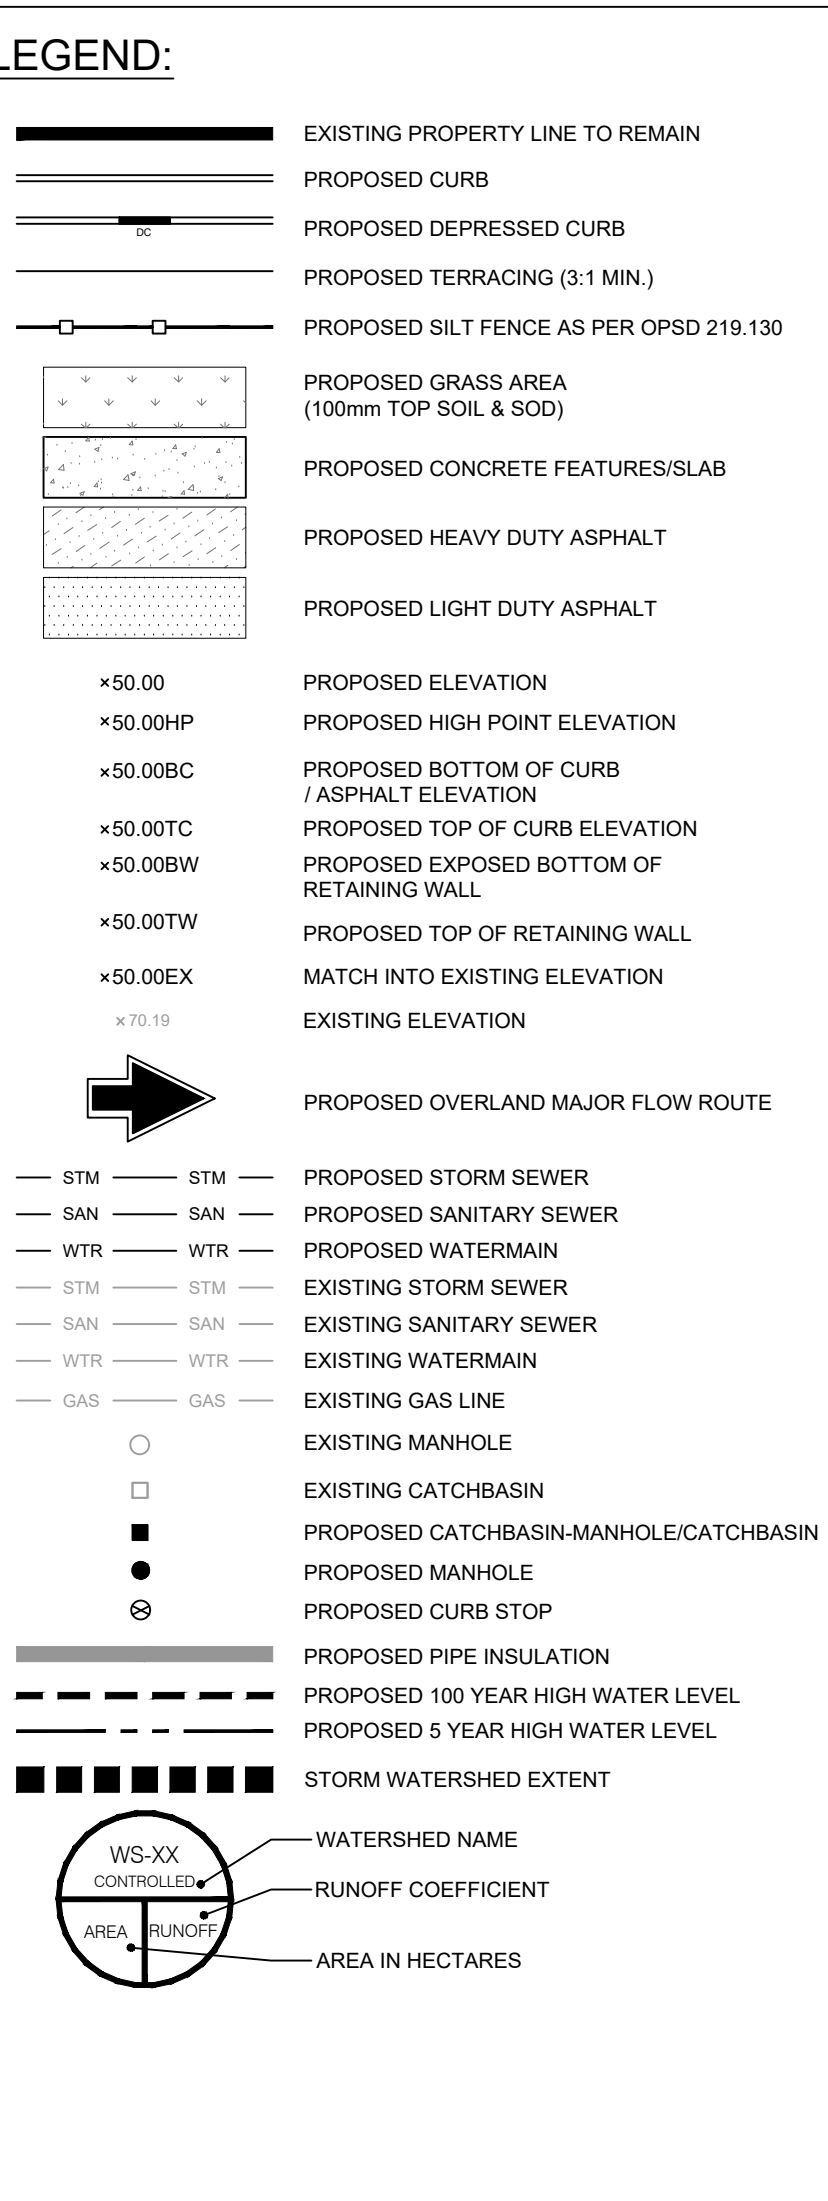 LEGEND:
EXISTING PROPERTY LINE TO REMAIN
PROPOSED CURB
DC
PROPOSED DEPRESSED CURB
PROPOSED TERRACING (3:1 MIN.)
PROPOSED SILT FENCE AS PER OPSD 219.130
PROPOSED GRASS AREA
(100mm TOP SOIL & SOD)
PROPOSED CONCRETE FEATURES/SLAB
PROPOSED HEAVY DUTY ASPHALT
PROPOSED LIGHT DUTY ASPHALT
×50.00 PROPOSED ELEVATION
×50.00HP PROPOSED HIGH POINT ELEVATION
×50.00BC PROPOSED BOTTOM OF CURB
/ ASPHALT ELEVATION
×50.00TC PROPOSED TOP OF CURB ELEVATION
×50.00BW PROPOSED EXPOSED BOTTOM OF
RETAINING WALL
×50.00TW PROPOSED TOP OF RETAINING WALL
×50.00EX MATCH INTO EXISTING ELEVATION
×70.19 EXISTING ELEVATION
PROPOSED OVERLAND MAJOR FLOW ROUTE
STM STM PROPOSED STORM SEWER
SAN SAN PROPOSED SANITARY SEWER
WTR WTR PROPOSED WATERMAIN
STM STM EXISTING STORM SEWER
SAN SAN EXISTING SANITARY SEWER
WTR WTR EXISTING WATERMAIN
GAS GAS EXISTING GAS LINE
EXISTING MANHOLE
EXISTING CATCHBASIN
PROPOSED CATCHBASIN-MANHOLE/CATCHBASIN
PROPOSED MANHOLE
PROPOSED CURB STOP
PROPOSED PIPE INSULATION
PROPOSED 100 YEAR HIGH WATER LEVEL
PROPOSED 5 YEAR HIGH WATER LEVEL
STORM WATERSHED EXTENT
WATERSHED NAME
WS-XX
CONTROLLED
RUNOFF COEFFICIENT
AREA RUNOFF
AREA IN HECTARES